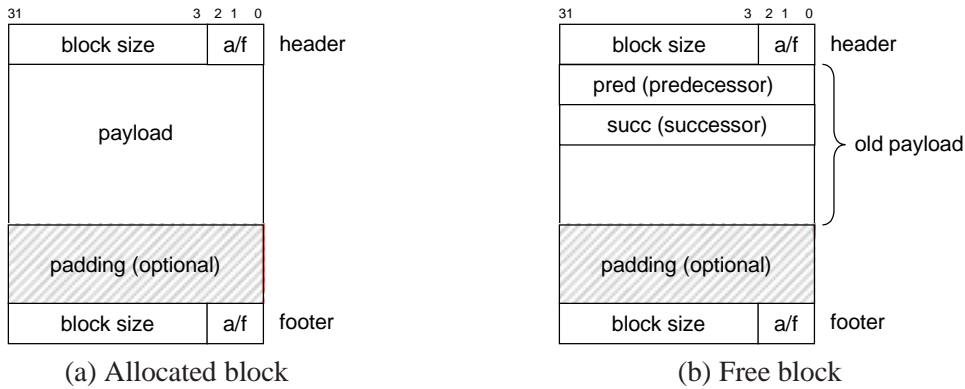 31 3 2 1 0
block size a/f header
payload
padding (optional)
block size a/f footer
(a) Allocated block
31 3 2 1 0
block size a/f header
pred (predecessor)
succ (successor)
old payload
padding (optional)
block size a/f footer
(b) Free block